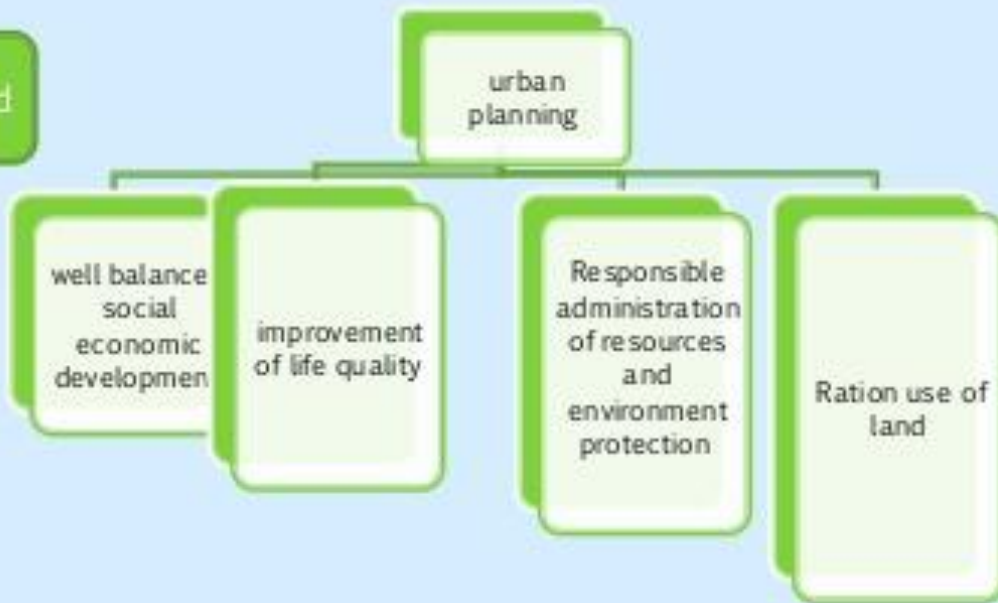 urban
planning
well balance
social
economic
developmen
improvement
of life quality
Responsible
administration
of resources
and
environment
protection
Ration use of
land